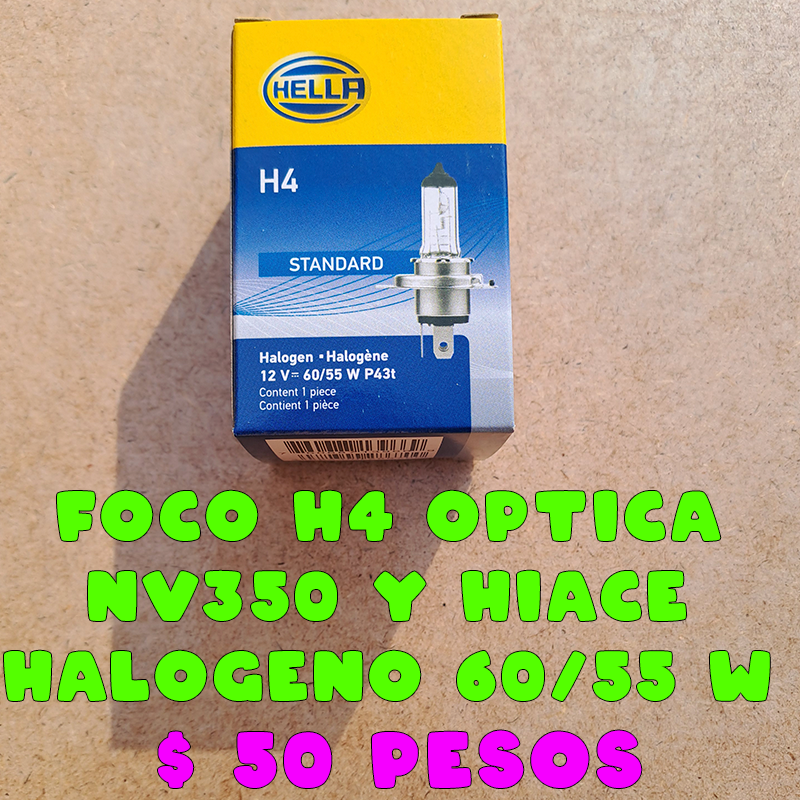 HELLA
H4
STANDARD
Halogen ▪ Halogène
12 V⎓ 60/55 W P43t
Content 1 piece
Contient 1 pièce
FOCO H4 OPTICA
NV350 Y HIACE
HALOGENO 60/55 W
$ 50 PESOS